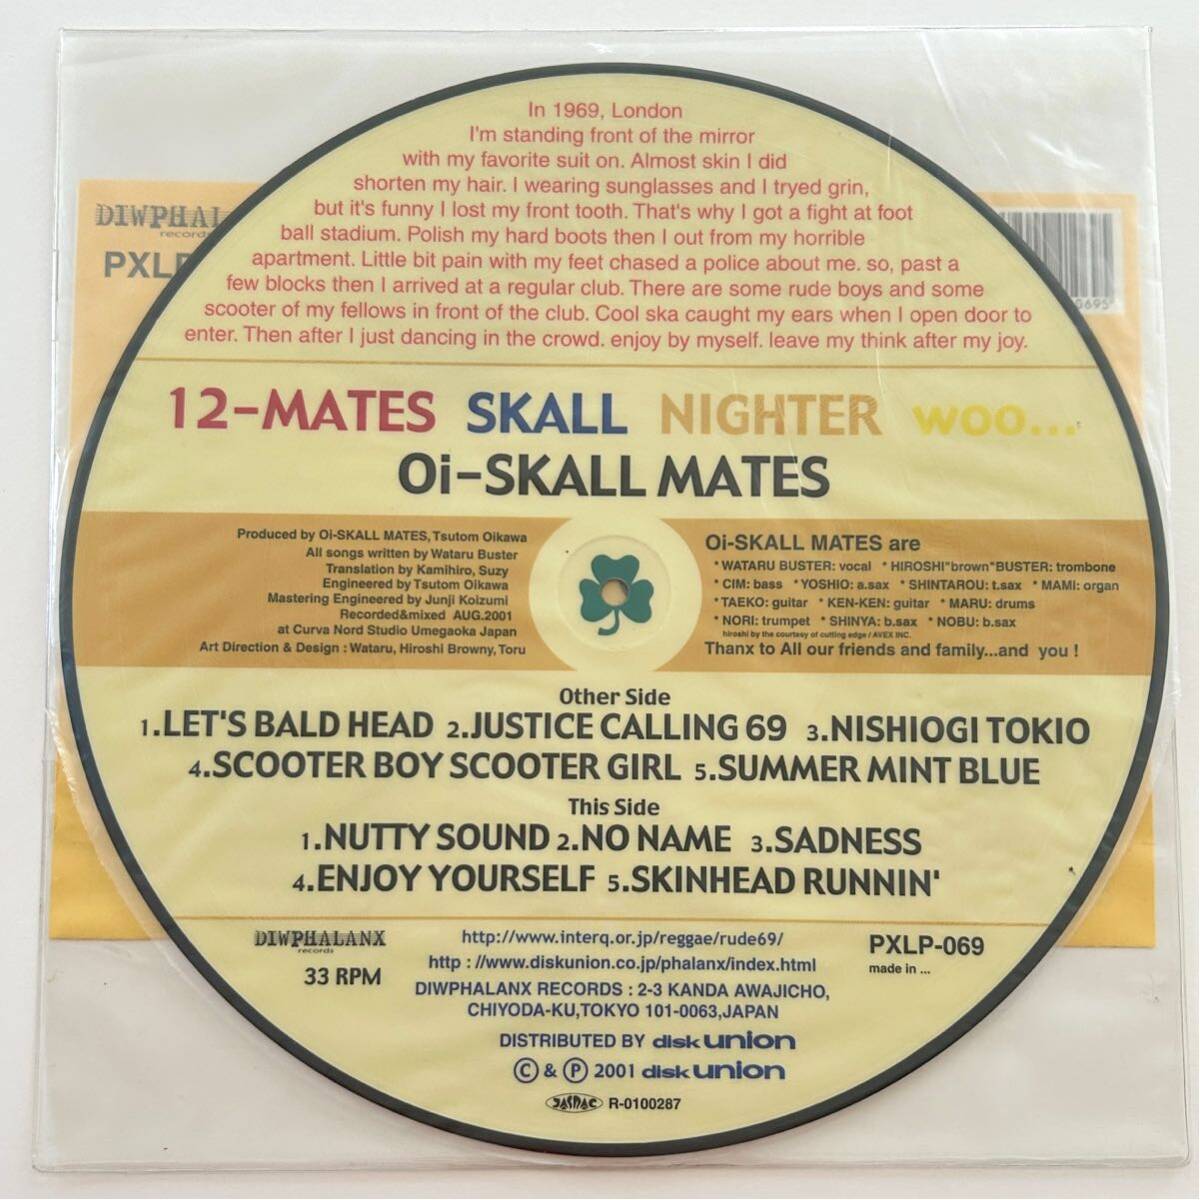 In 1969, London
I'm standing front of the mirror
with my favorite suit on. Almost skin I did
shorten my hair. I wearing sunglasses and I tryed grin,
but it's funny I lost my front tooth. That's why I got a fight at foot
ball stadium. Polish my hard boots then I out from my horrible
apartment. Little bit pain with my feet chased a police about me. so, past a
few blocks then I arrived at a regular club. There are some rude boys and some
scooter of my fellows in front of the club. Cool ska caught my ears when I open door to
enter. Then after I just dancing in the crowd. enjoy by myself. leave my think after my joy.
DIWPHAL
records
PXLP
0695
12-MATES SKALL NIGHTER WOO...
Oi-SKALL MATES
Produced by Oi-SKALL MATES, Tsutom Oikawa
All songs written by Wataru Buster
Translation by Kamihiro, Suzy
Engineered by Tsutom Oikawa
Mastering Engineered by Junji Koizumi
Recorded&mixed AUG.2001
at Curva Nord Studio Umegaoka Japan
Art Direction & Design : Wataru, Hiroshi Browny, Toru
Oi-SKALL MATES are
*WATARU BUSTER: vocal *HIROSHI"brown"BUSTER: trombone
*CIM: bass *YOSHIO: a.sax *SHINTAROU: t.sax *MAMI: organ
*TAEKO: guitar *KEN-KEN: guitar *MARU: drums
*NORI: trumpet *SHINYA: b.sax *NOBU: b.sax
hiroshi by the courtesy of cutting edge / AVEX INC.
Thanx to All our friends and family...and you !
Other Side
1.LET'S BALD HEAD 2.JUSTICE CALLING 69 3.NISHIOGI TOKIO
4.SCOOTER BOY SCOOTER GIRL 5.SUMMER MINT BLUE
This Side
1.NUTTY SOUND 2.NO NAME 3.SADNESS
4.ENJOY YOURSELF 5.SKINHEAD RUNNIN'
DIWPHALANX
records
33 RPM
http://www.interq.or.jp/reggae/rude69/
http : //www.diskunion.co.jp/phalanx/index.html
DIWPHALANX RECORDS : 2-3 KANDA AWAJICHO,
CHIYODA-KU,TOKYO 101-0063,JAPAN
DISTRIBUTED BY disk union
© & ℗ 2001 disk union
JASRAC R-0100287
PXLP-069
made in ...